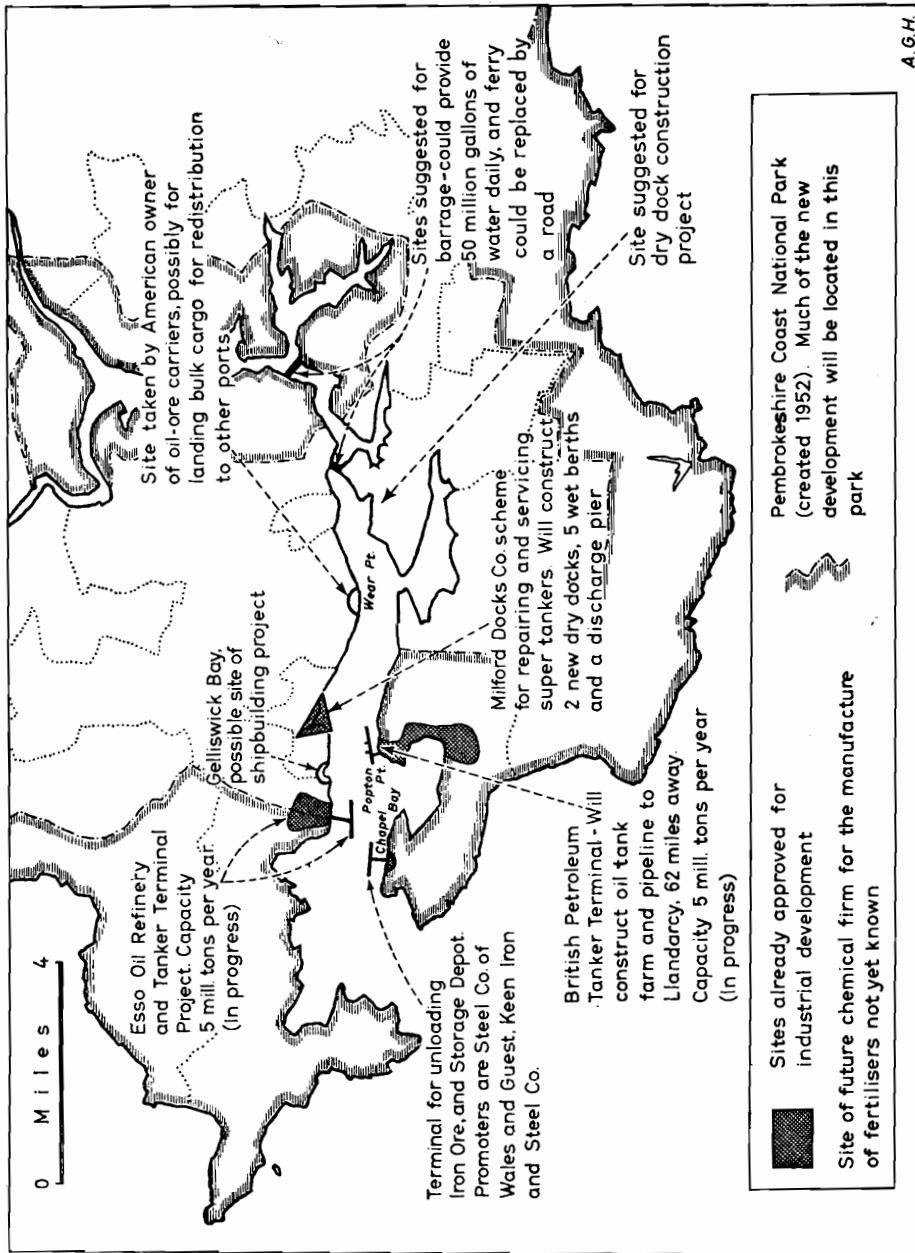 0 Miles 4
Esso Oil Refinery
and Tanker Terminal
Project. Capacity
5 mill. tons per year.
(In progress)
Gelliswick Bay,
possible site of
shipbuilding project
Site taken by American owner
of oil-ore carriers, possibly for
landing bulk cargo for redistribution
to other ports
Sites suggested for
barrage-could provide
50 million gallons of
water daily, and ferry
could be replaced by
a road
Site suggested for
dry dock construction
project
Wear Pt.
Popton
Pt.
Chapel
Bay
Milford Docks Co. scheme
for repairing and servicing
super tankers. Will construct
2 new dry docks, 5 wet berths
and a discharge pier
Terminal for unloading
Iron Ore, and Storage Depot.
Promoters are Steel Co. of
Wales and Guest, Keen Iron
and Steel Co.
British Petroleum
Tanker Terminal - Will
construct oil tank
farm and pipeline to
Llandarcy, 62 miles away
Capacity 5 mill. tons per year
(In progress)
Sites already approved for
industrial development
Site of future chemical firm for the manufacture
of fertilisers not yet known
Pembrokeshire Coast National Park
(created 1952). Much of the new
development will be located in this
park
A.G.H.